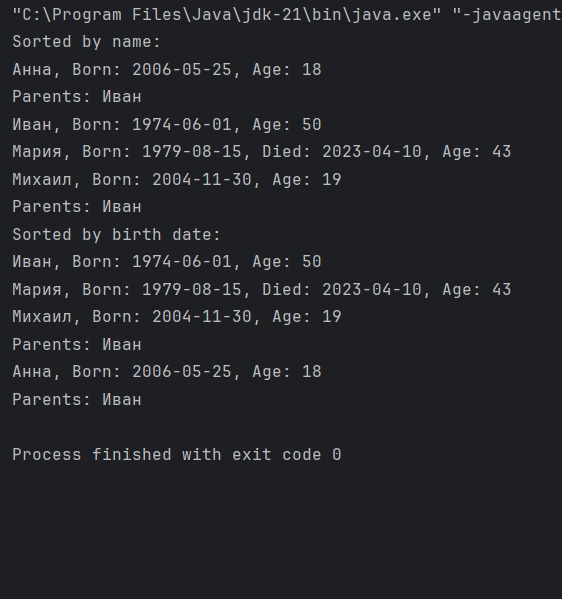 "C:\Program Files\Java\jdk-21\bin\java.exe" "-javaagent
Sorted by name:
Анна, Born: 2006-05-25, Age: 18
Parents: Иван
Иван, Born: 1974-06-01, Age: 50
Мария, Born: 1979-08-15, Died: 2023-04-10, Age: 43
Михаил, Born: 2004-11-30, Age: 19
Parents: Иван
Sorted by birth date:
Иван, Born: 1974-06-01, Age: 50
Мария, Born: 1979-08-15, Died: 2023-04-10, Age: 43
Михаил, Born: 2004-11-30, Age: 19
Parents: Иван
Анна, Born: 2006-05-25, Age: 18
Parents: Иван
Process finished with exit code 0